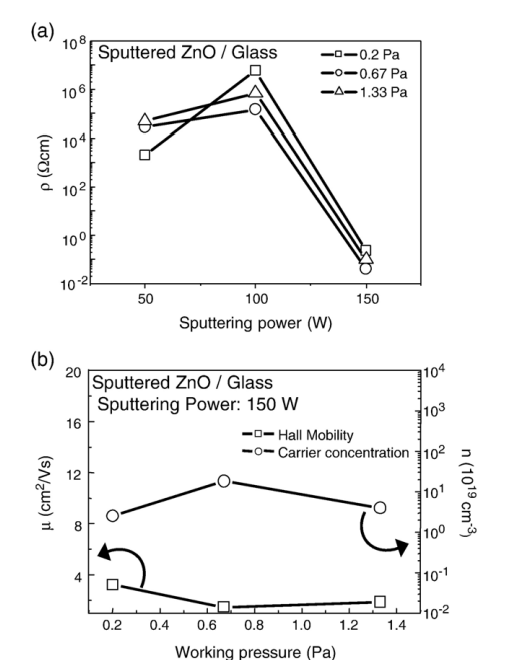 (a)
10^8
10^6
10^4
10^2
10^0
10^-2
ρ (Ωcm)
Sputtered ZnO / Glass
0.2 Pa
0.67 Pa
1.33 Pa
50 100 150
Sputtering power (W)
(b)
20
16
12
8
4
μ (cm²/Vs)
Sputtered ZnO / Glass
Sputtering Power: 150 W
Hall Mobility
Carrier concentration
10^4
10^3
10^2
10^1
10^0
10^-1
10^-2
n (10^19 cm^-3)
0.2 0.4 0.6 0.8 1.0 1.2 1.4
Working pressure (Pa)